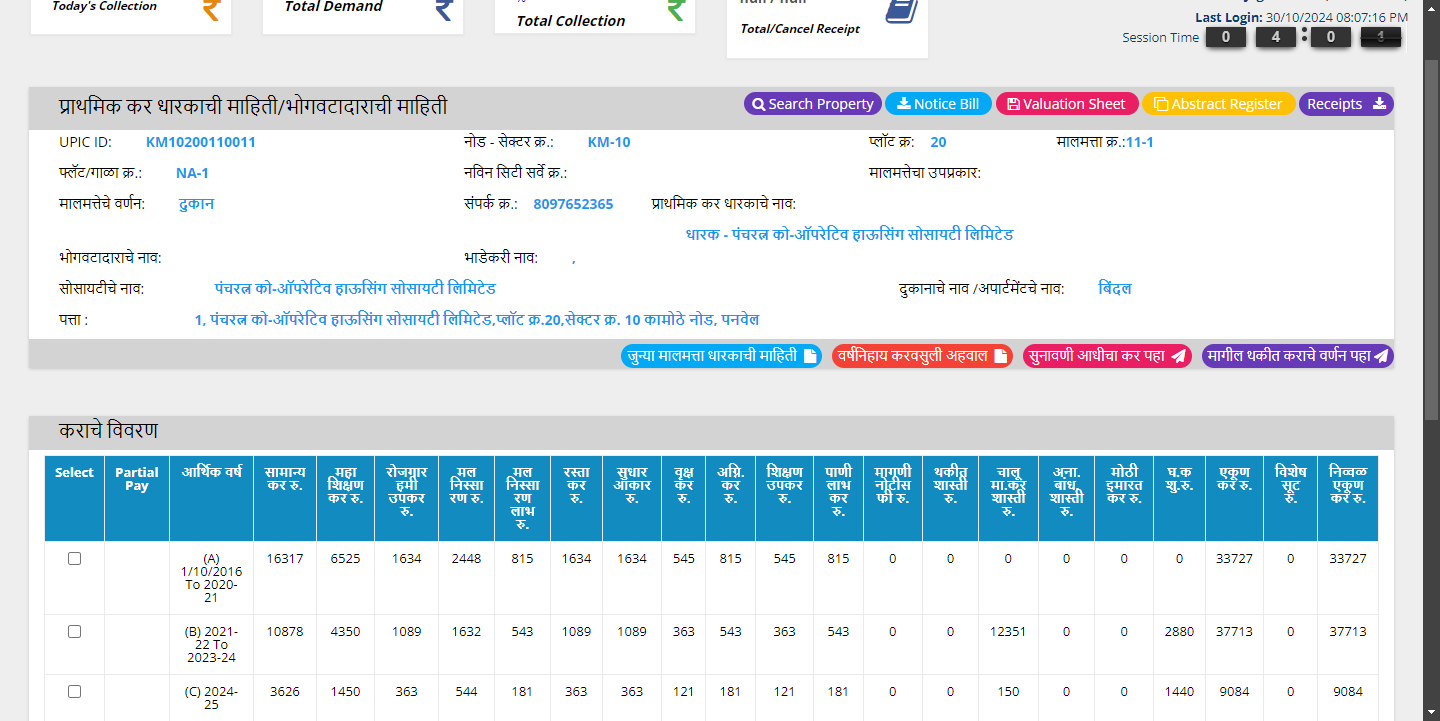 Today's Collection
Total Demand
%
Total Collection
null / null
Total/Cancel Receipt
Last Login: 30/10/2024 08:07:16 PM
Session Time 0 4 : 0
प्राथमिक कर धारकाची माहिती/भोगवटादाराची माहिती
Search Property Notice Bill Valuation Sheet Abstract Register Receipts
UPIC ID: KM10200110011 नोड - सेक्टर क्र.: KM-10 प्लॉट क्र: 20 मालमत्ता क्र.:11-1
फ्लॅट/गाळा क्र.: NA-1 नविन सिटी सर्वे क्र.: मालमत्तेचा उपप्रकार:
मालमत्तेचे वर्णन: दुकान संपर्क क्र.: 8097652365 प्राथमिक कर धारकाचे नाव:
धारक - पंचरत्न को-ऑपरेटिव हाऊसिंग सोसायटी लिमिटेड
भोगवटादाराचे नाव: भाडेकरी नाव: ,
सोसायटीचे नाव: पंचरत्न को-ऑपरेटिव हाऊसिंग सोसायटी लिमिटेड दुकानाचे नाव /अपार्टमेंटचे नाव: बिंदल
पत्ता : 1, पंचरत्न को-ऑपरेटिव हाऊसिंग सोसायटी लिमिटेड,प्लॉट क्र.20,सेक्टर क्र. 10 कामोठे नोड, पनवेल
जुन्या मालमत्ता धारकाची माहिती वर्षनिहाय करवसुली अहवाल सुनावणी आधीचा कर पहा मागील थकीत कराचे वर्णन पहा
कराचे विवरण
Select Partial Pay आर्थिक वर्ष सामान्य कर रु. महा शिक्षण कर रु. रोजगार हमी उपकर रु. मल निस्सारण रु. मल निस्सारण लाभ रु. रस्ता कर रु. सुधार आकार रु. वृक्ष कर रु. अग्नि. कर रु. शिक्षण उपकर रु. पाणी लाभ कर रु. मागणी नोटीस फी रु. थकीत शास्ती रु. चालू मा.कर शास्ती रु. अना. बांध. शास्ती रु. मोठी इमारत कर रु. घ.क शु.रु. एकूण कर रु. विशेष सूट रु. निव्वळ एकूण कर रु.
(A) 1/10/2016 To 2020-21 16317 6525 1634 2448 815 1634 1634 545 815 545 815 0 0 0 0 0 0 33727 0 33727
(B) 2021-22 To 2023-24 10878 4350 1089 1632 543 1089 1089 363 543 363 543 0 0 12351 0 0 2880 37713 0 37713
(C) 2024-25 3626 1450 363 544 181 363 363 121 181 121 181 0 0 150 0 0 1440 9084 0 9084